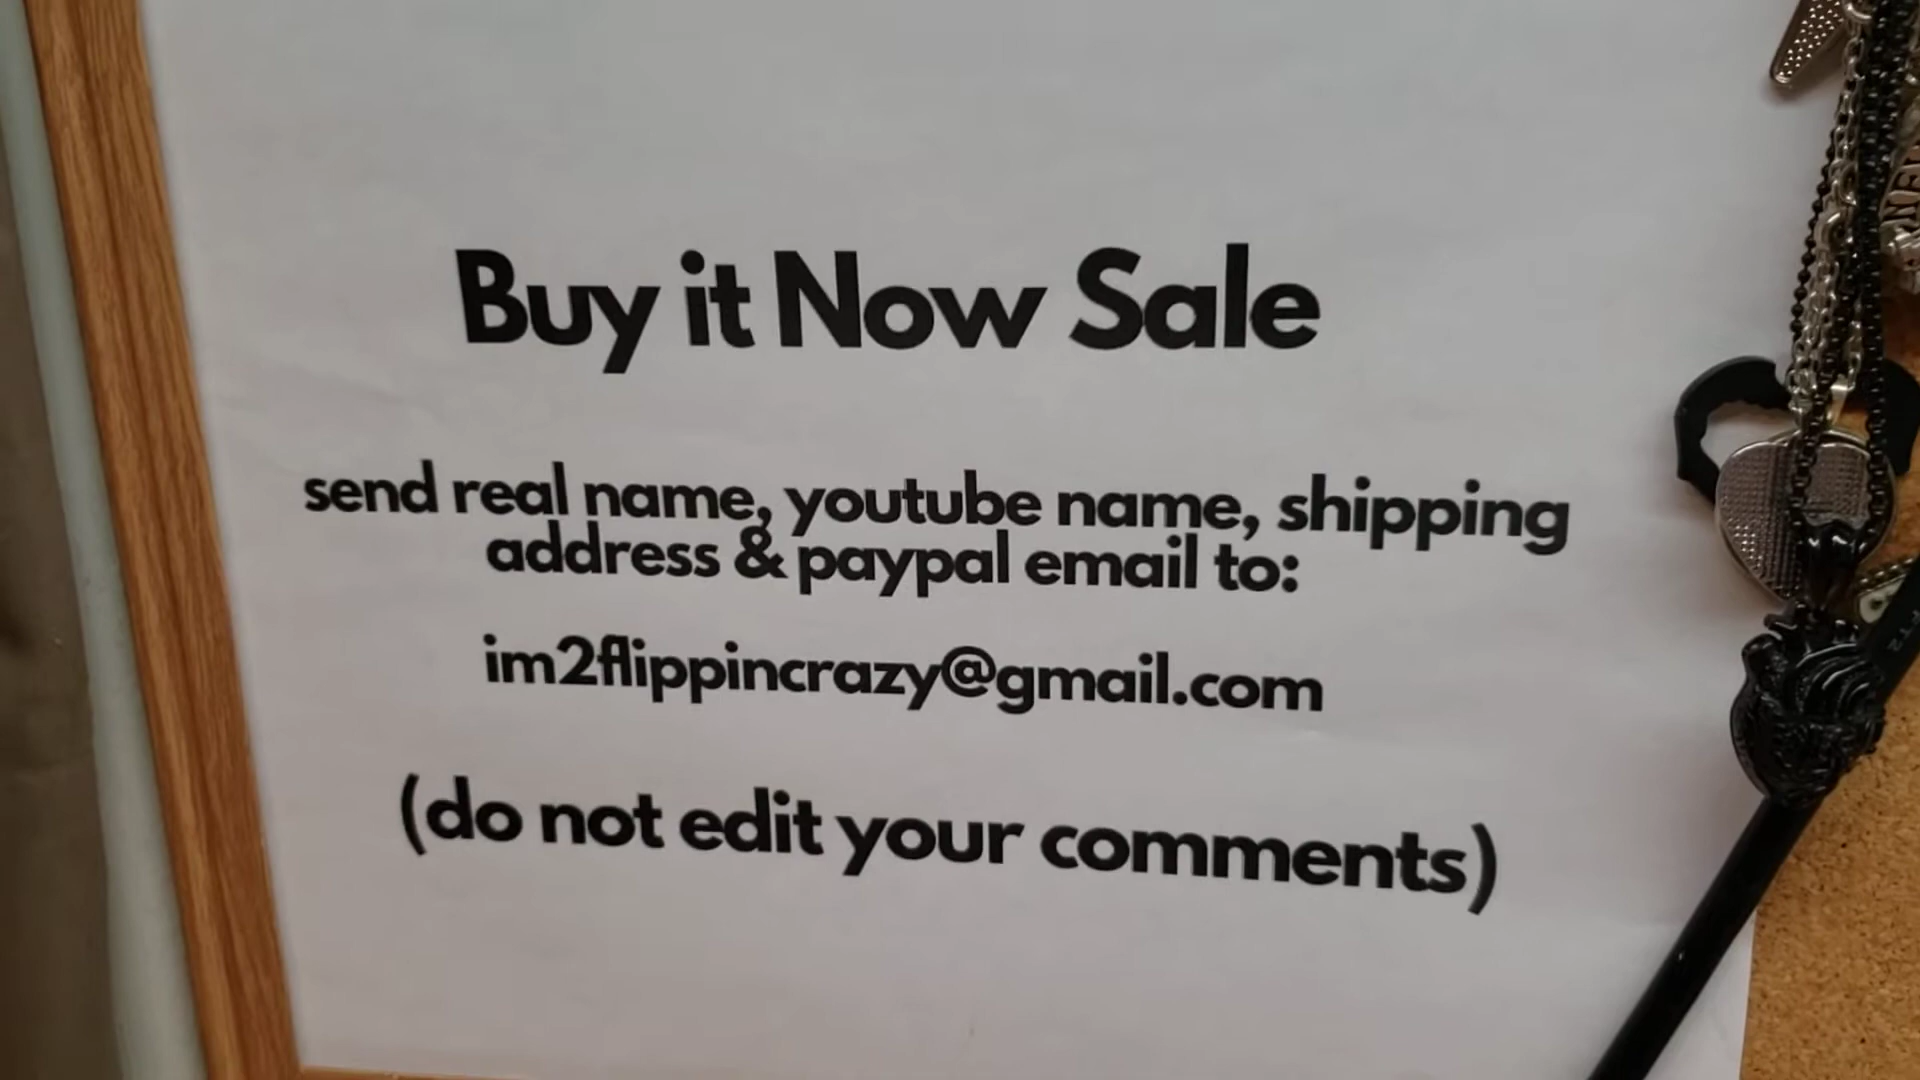 Buy it Now Sale
send real name, youtube name, shipping
address & paypal email to:
im2flippincrazy@gmail.com
(do not edit your comments)